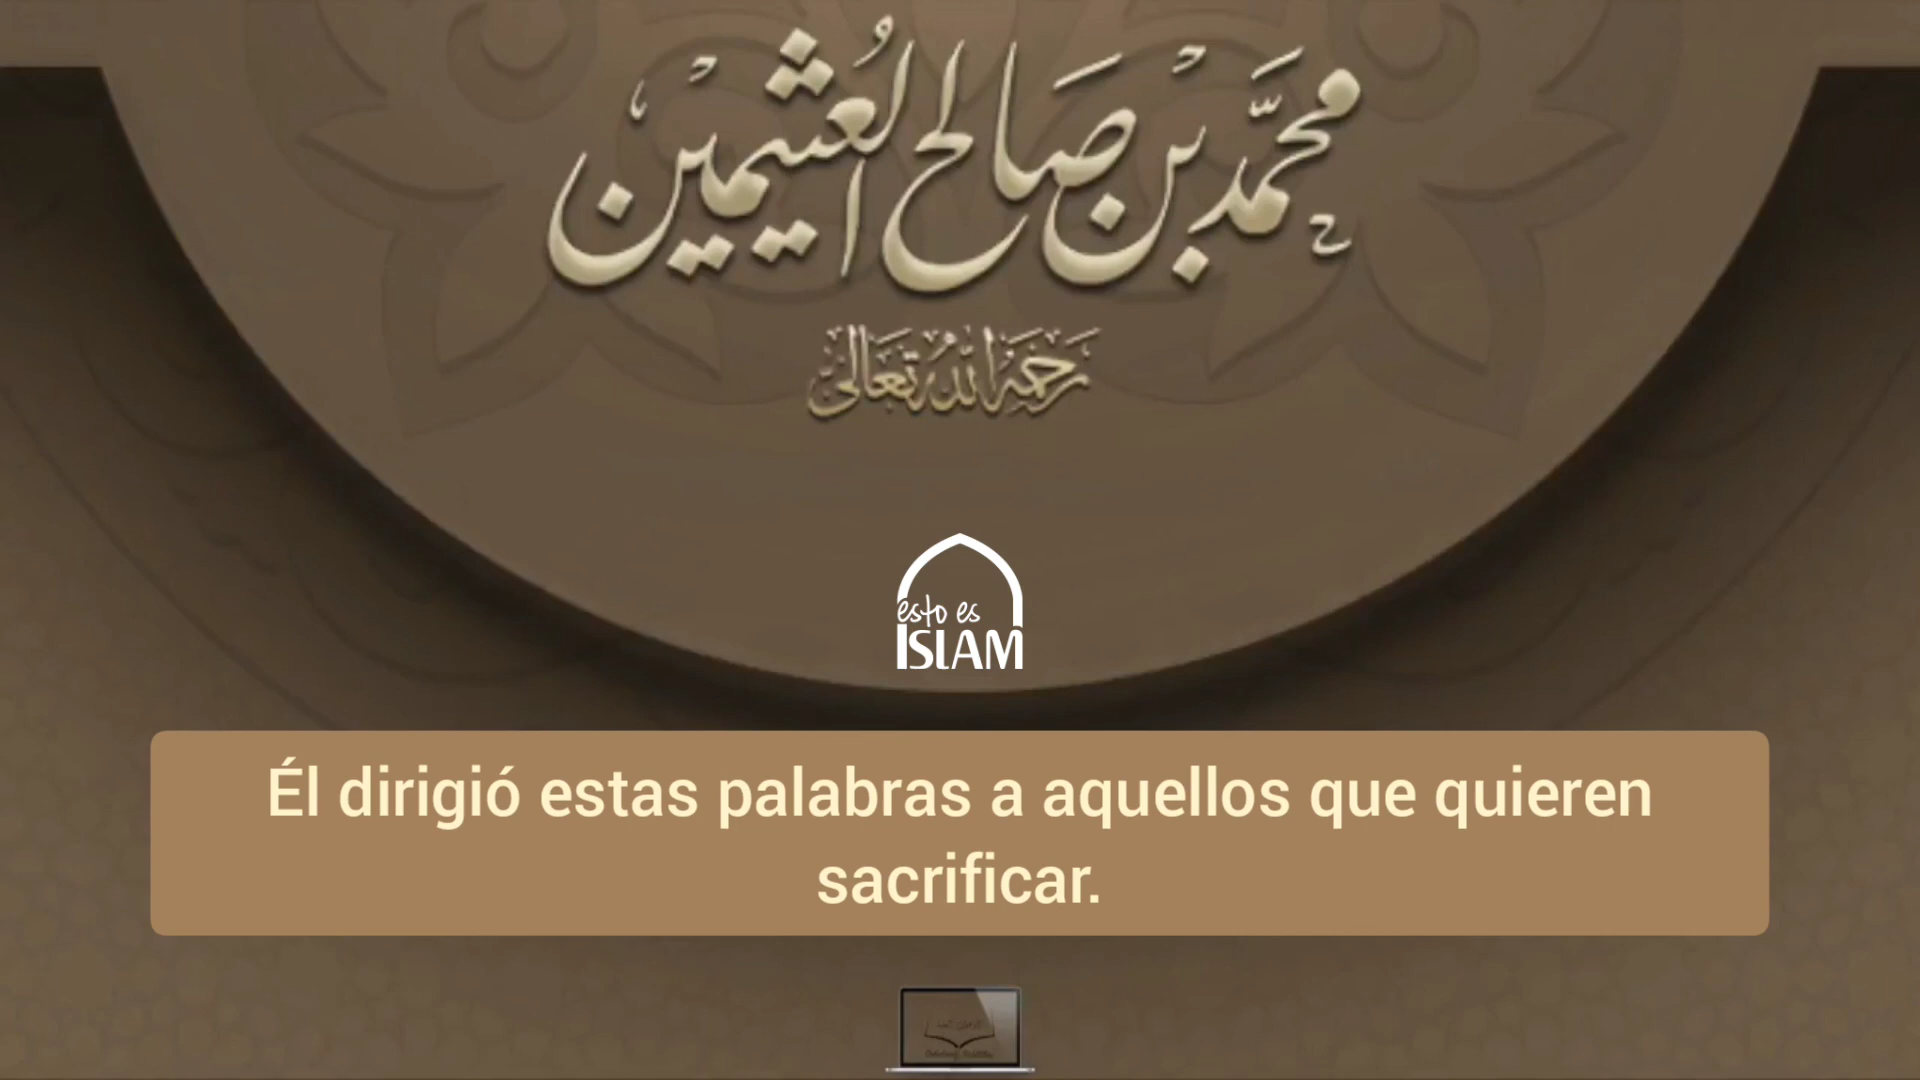 محمد بن صالح العثيمين
رحمه الله تعالى
esto es
ISLAM
Él dirigió estas palabras a aquellos que quieren
sacrificar.